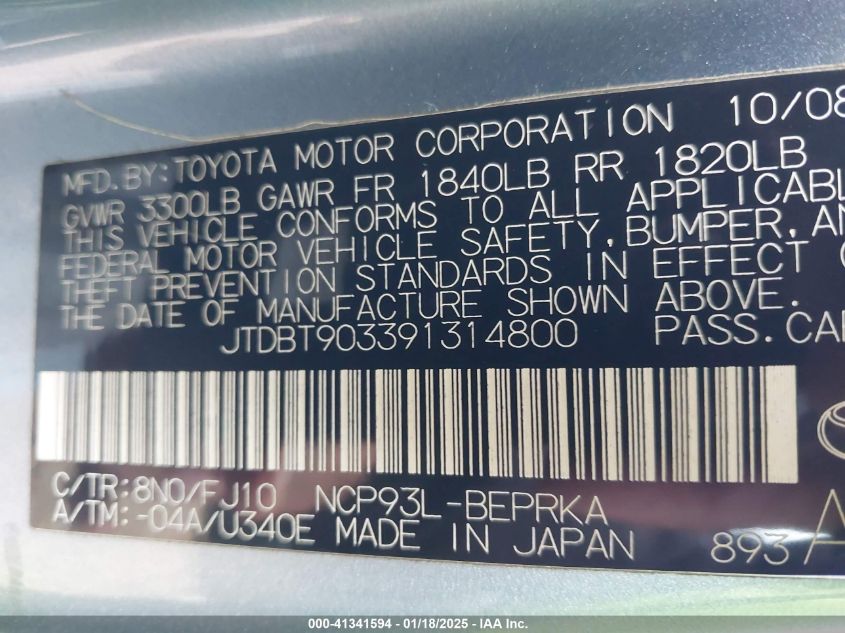 MFD. BY: TOYOTA MOTOR CORPORATION 10/08
GVWR 3300LB GAWR FR 1840LB RR 1820LB
THIS VEHICLE CONFORMS TO ALL APPLICABL
FEDERAL MOTOR VEHICLE SAFETY, BUMPER, AN
THEFT PREVENTION STANDARDS IN EFFECT
THE DATE OF MANUFACTURE SHOWN ABOVE.
JTDBT903391314800 PASS. CAR
C/TR: 8N0/FJ10 NCP93L-BEPRKA
A/TM: -04A/U340E MADE IN JAPAN 893 A
000-41341594 — 01/18/2025 — IAA Inc.